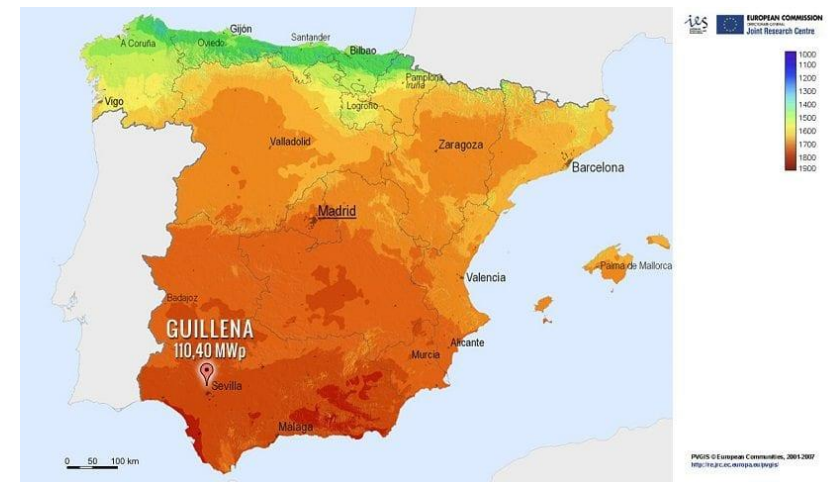 EUROPEAN COMMISSION
Joint Research Centre
1000
1100
1200
1300
1400
1500
1600
1700
1800
1900
Gijón
A Coruña
Oviedo
Santander
Bilbao
Pamplona
Iruña
Vigo
Logroño
Valladolid
Zaragoza
Barcelona
Madrid
Palma de Mallorca
Valencia
Badajoz
GUILLENA
110,40 MWp
Alicante
Murcia
Sevilla
Málaga
0 50 100 km
PVGIS © European Communities, 2001-2007
http://re.jrc.ec.europa.eu/pvgis/